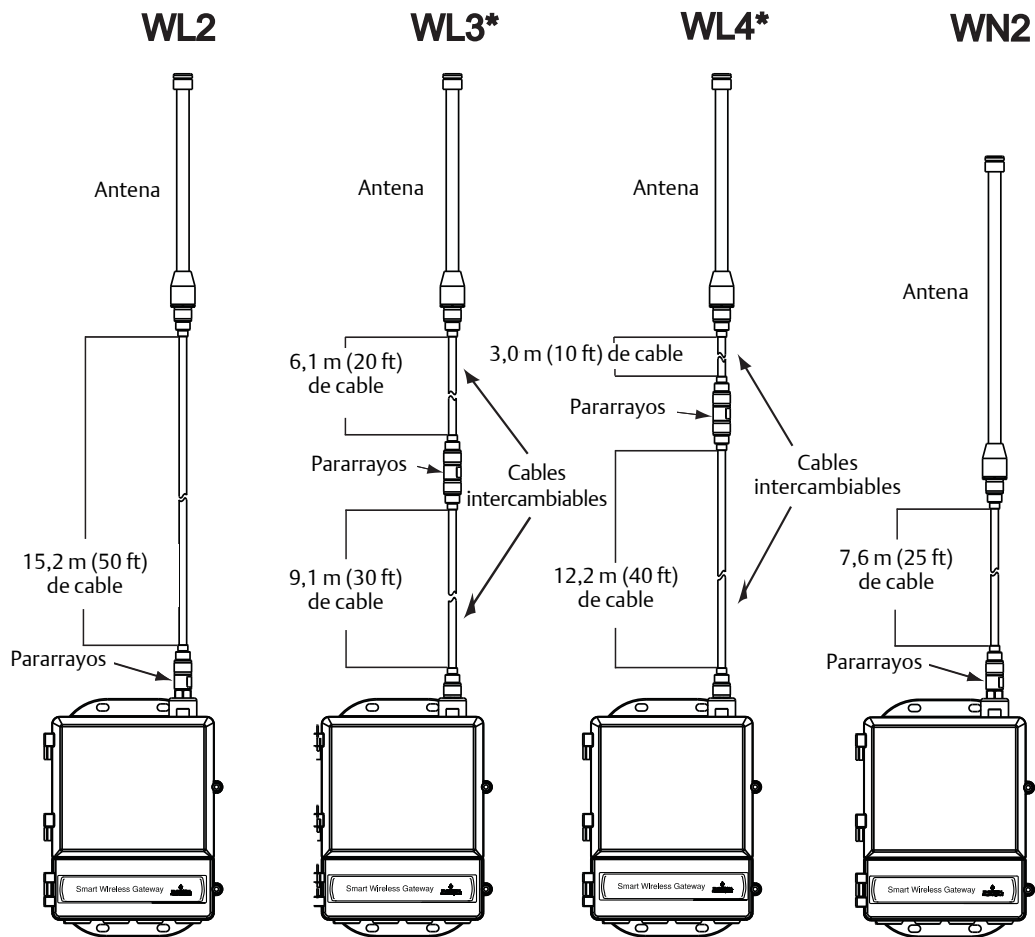 WL2
WL3*
WL4*
WN2
Antena
Antena
Antena
Antena
15,2 m (50 ft)
de cable
Pararrayos
6,1 m (20 ft)
de cable
Pararrayos
9,1 m (30 ft)
de cable
Cables
intercambiables
3,0 m (10 ft) de cable
Pararrayos
12,2 m (40 ft)
de cable
Cables
intercambiables
7,6 m (25 ft)
de cable
Pararrayos
Smart Wireless Gateway
Smart Wireless Gateway
Smart Wireless Gateway
Smart Wireless Gateway